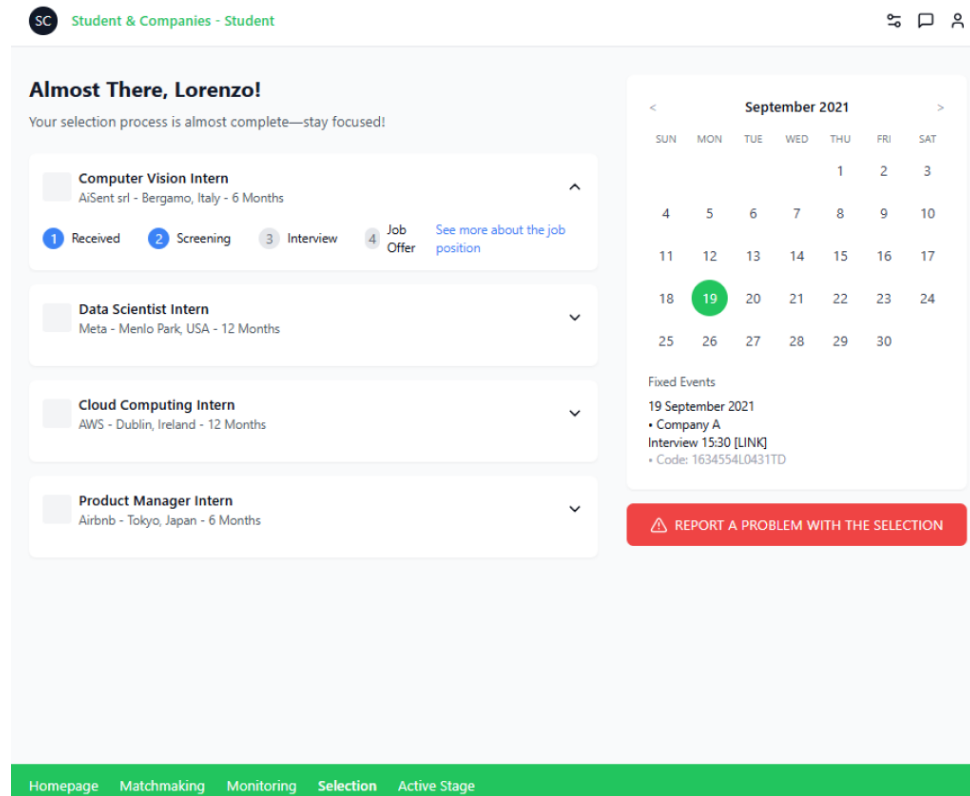 SC Student & Companies - Student
Almost There, Lorenzo!
Your selection process is almost complete—stay focused!
Computer Vision Intern
AiSent srl - Bergamo, Italy - 6 Months
1 Received 2 Screening 3 Interview 4 Job Offer See more about the job position
Data Scientist Intern
Meta - Menlo Park, USA - 12 Months
Cloud Computing Intern
AWS - Dublin, Ireland - 12 Months
Product Manager Intern
Airbnb - Tokyo, Japan - 6 Months
< September 2021 >
SUN MON TUE WED THU FRI SAT
1 2 3
4 5 6 7 8 9 10
11 12 13 14 15 16 17
18 19 20 21 22 23 24
25 26 27 28 29 30
Fixed Events
19 September 2021
• Company A
Interview 15:30 [LINK]
• Code: 1634554L0431TD
REPORT A PROBLEM WITH THE SELECTION
Homepage Matchmaking Monitoring Selection Active Stage